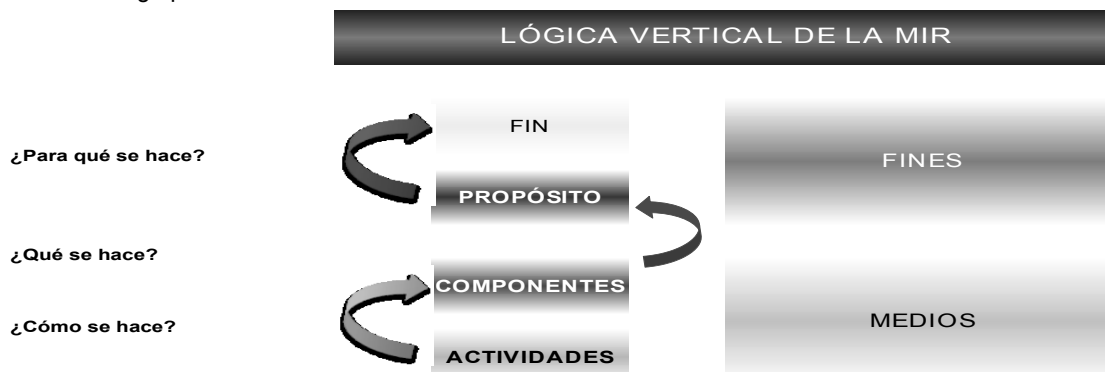 LÓGICA VERTICAL DE LA MIR
FIN
¿Para qué se hace?
FINES
PROPÓSITO
¿Qué se hace?
COMPONENTES
¿Cómo se hace?
MEDIOS
ACTIVIDADES